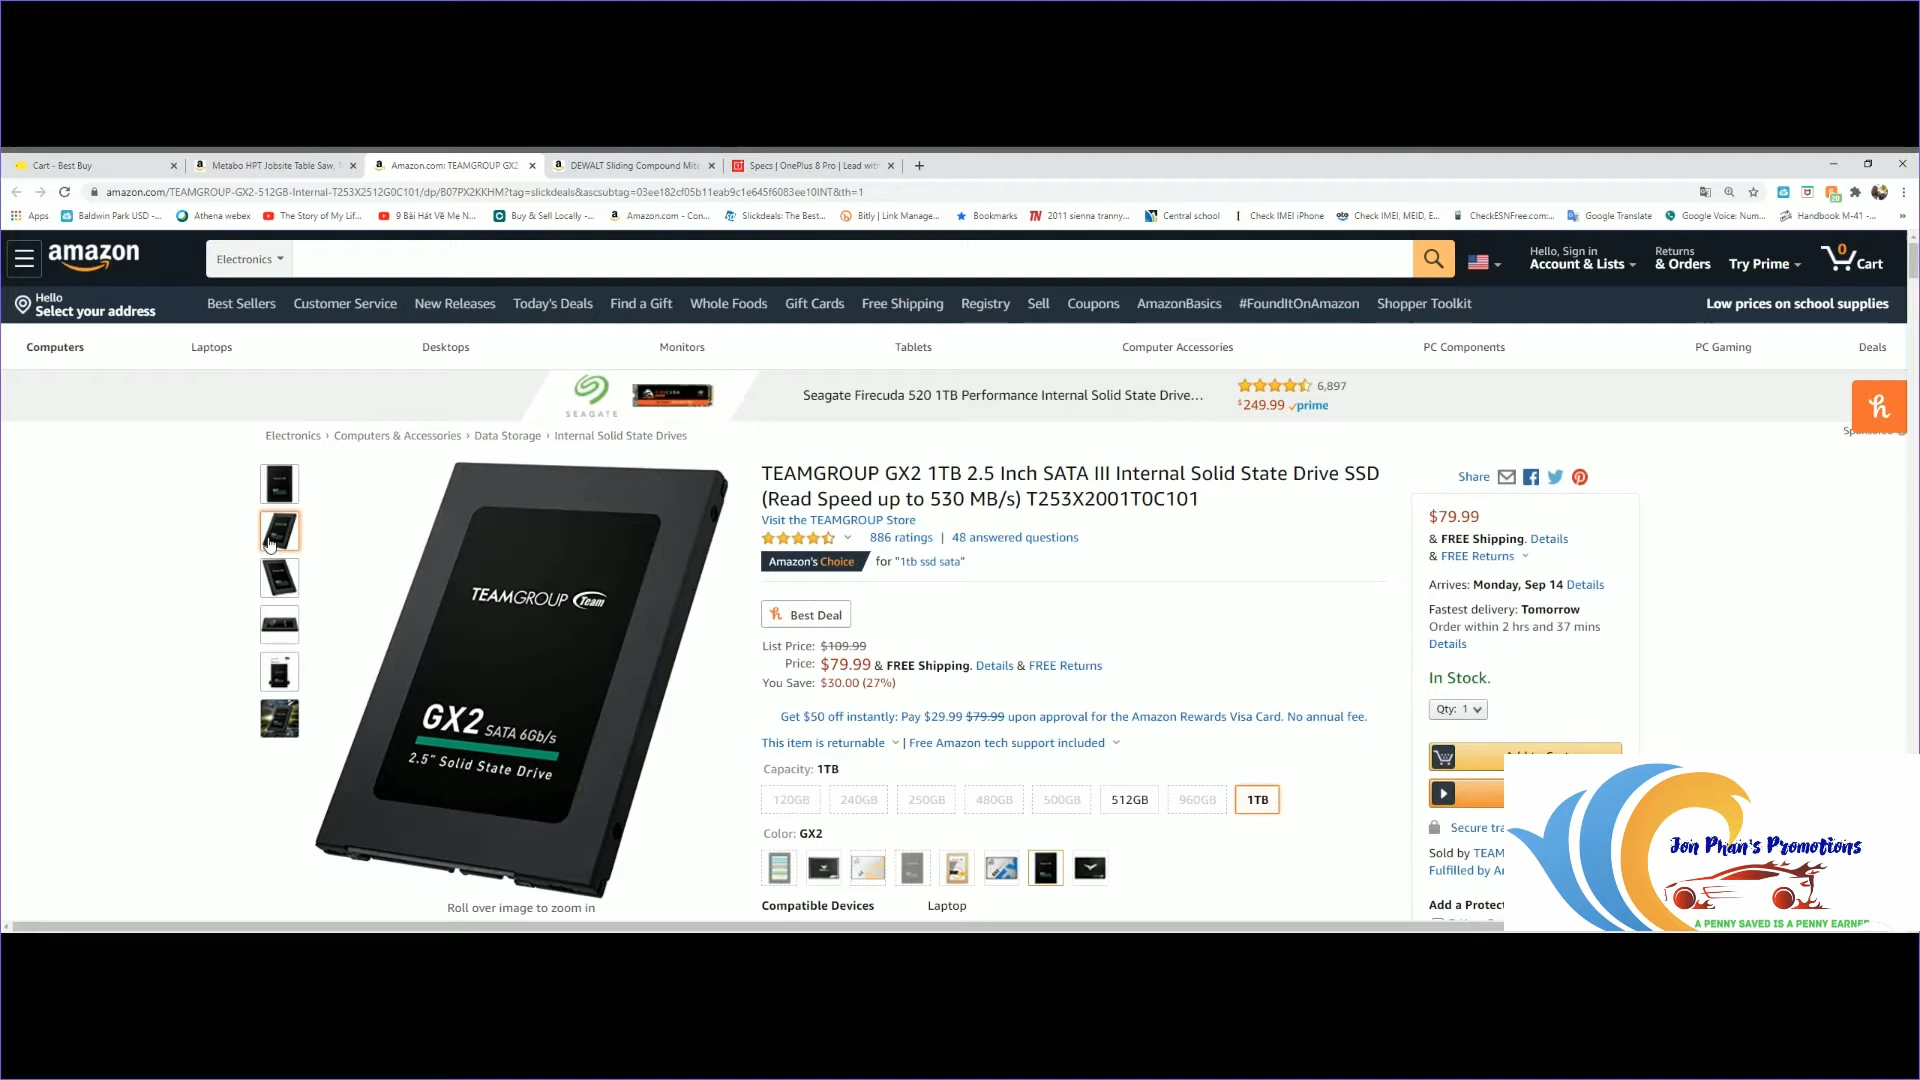 Cart - Best Buy
Metabo HPT Jobsite Table Saw,
Amazon.com: TEAMGROUP GX2
DEWALT Sliding Compound Mite
Specs | OnePlus 8 Pro | Lead with
amazon.com/TEAMGROUP-GX2-512GB-Internal-T253X2512G0C101/dp/B07PX2KKHM?tag=slickdeals&ascsubtag=03ee182cf05b11eab9c1e645f6083ee10INT&th=1
Apps
Baldwin Park USD -...
Athena webex
The Story of My Lif...
9 Bài Hát Về Mẹ N...
Buy & Sell Locally -...
Amazon.com - Con...
Slickdeals: The Best...
Bitly | Link Manage...
Bookmarks
2011 sienna tranny...
Central school
Check IMEI iPhone
Check IMEI, MEID, E...
CheckESNFree.com:...
Google Translate
Google Voice: Num...
Handbook M-41 -...
amazon
Electronics
Hello, Sign in
Account & Lists
Returns
& Orders
Try Prime
0
Cart
Hello
Select your address
Best Sellers
Customer Service
New Releases
Today's Deals
Find a Gift
Whole Foods
Gift Cards
Free Shipping
Registry
Sell
Coupons
AmazonBasics
#FoundItOnAmazon
Shopper Toolkit
Low prices on school supplies
Computers
Laptops
Desktops
Monitors
Tablets
Computer Accessories
PC Components
PC Gaming
Deals
SEAGATE
Seagate Firecuda 520 1TB Performance Internal Solid State Drive...
6,897
$249.99 prime
Electronics › Computers & Accessories › Data Storage › Internal Solid State Drives
TEAMGROUP Team
GX2 SATA 6Gb/s
2.5" Solid State Drive
Roll over image to zoom in
TEAMGROUP GX2 1TB 2.5 Inch SATA III Internal Solid State Drive SSD
(Read Speed up to 530 MB/s) T253X2001T0C101
Visit the TEAMGROUP Store
886 ratings | 48 answered questions
Amazon's Choice for "1tb ssd sata"
Best Deal
List Price: $109.99
Price: $79.99 & FREE Shipping. Details & FREE Returns
You Save: $30.00 (27%)
Get $50 off instantly: Pay $29.99 $79.99 upon approval for the Amazon Rewards Visa Card. No annual fee.
This item is returnable | Free Amazon tech support included
Capacity: 1TB
120GB
240GB
250GB
480GB
500GB
512GB
960GB
1TB
Color: GX2
Compatible Devices Laptop
Share
$79.99
& FREE Shipping. Details
& FREE Returns
Arrives: Monday, Sep 14 Details
Fastest delivery: Tomorrow
Order within 2 hrs and 37 mins
Details
In Stock.
Qty: 1
Secure tra
Sold by TEAM
Fulfilled by Ar
Add a Protect
Jon Phan's Promotions
A PENNY SAVED IS A PENNY EARNED